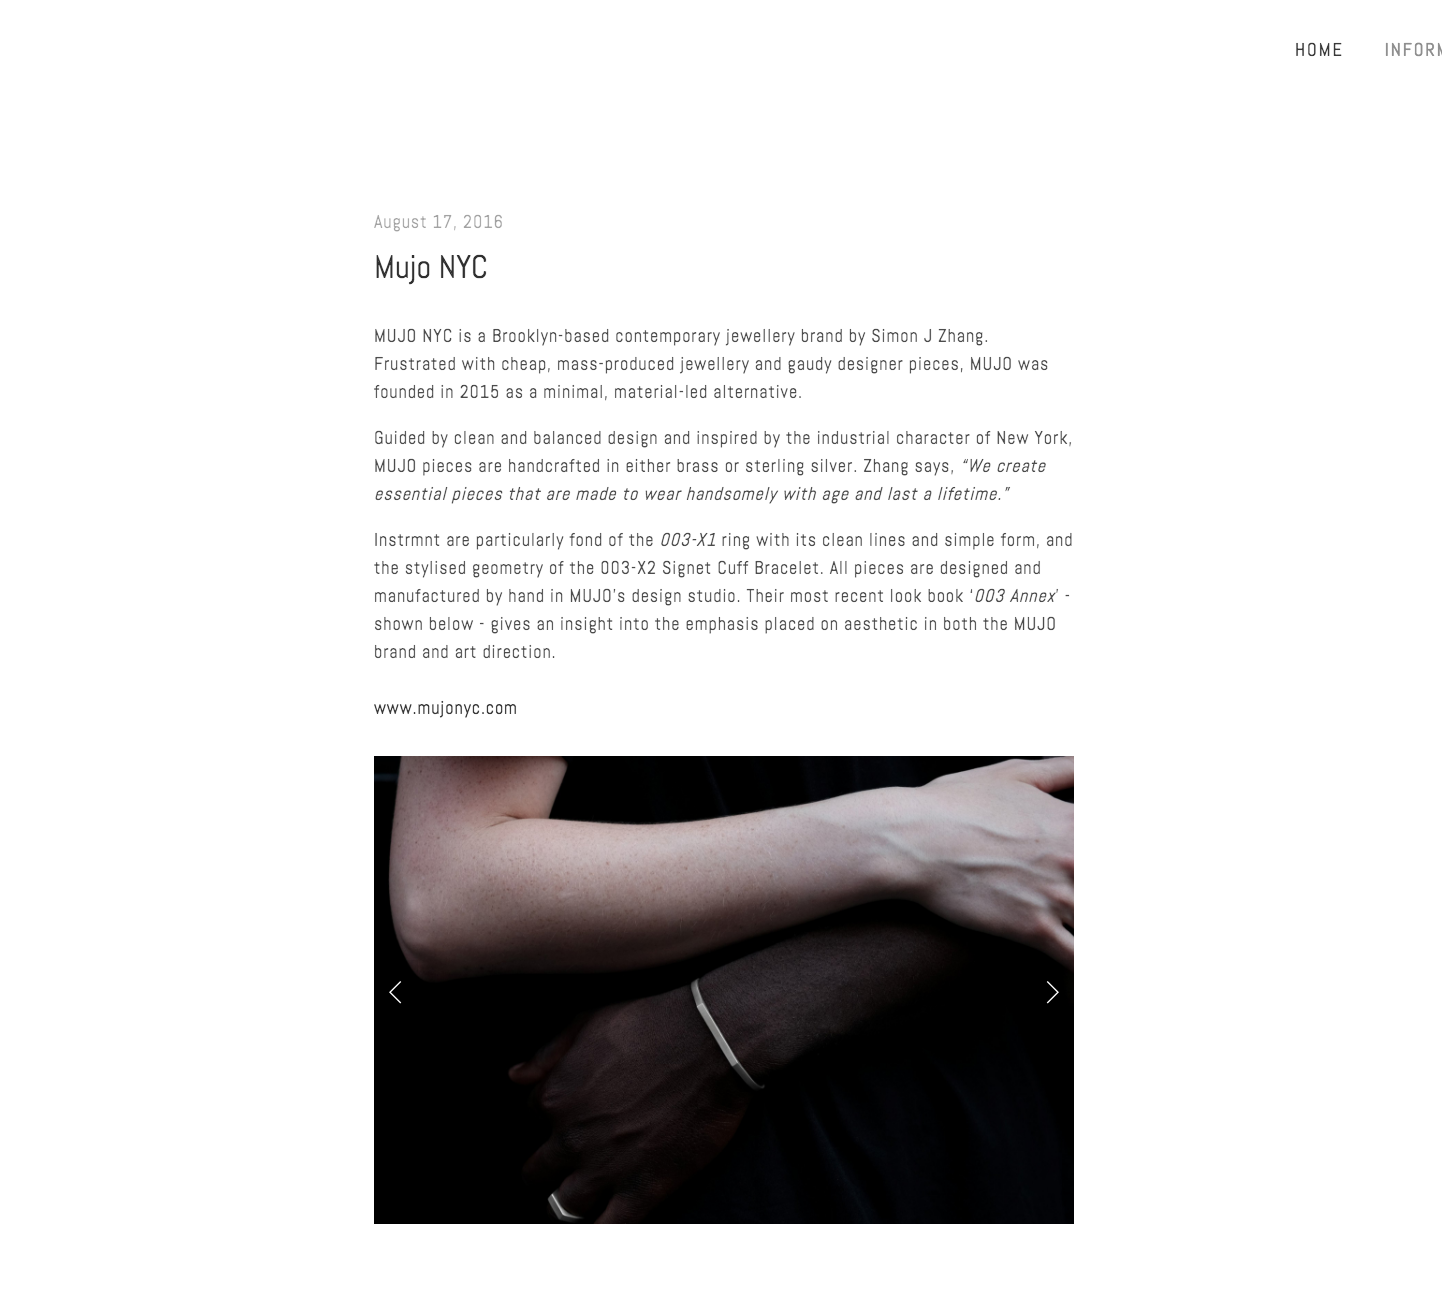 HOME
August 17, 2016
Mujo NYC
MUJO NYC is a Brooklyn-based contemporary jewellery brand by Simon J Zhang.
Frustrated with cheap, mass-produced jewellery and gaudy designer pieces, MUJO was
founded in 2015 as a minimal, material-led alternative.
Guided by clean and balanced design and inspired by the industrial character of New York,
MUJO pieces are handcrafted in either brass or sterling silver. Zhang says, “We create
essential pieces that are made to wear handsomely with age and last a lifetime.”
Instrmnt are particularly fond of the 003-X1 ring with its clean lines and simple form, and
the stylised geometry of the 003-X2 Signet Cuff Bracelet. All pieces are designed and
manufactured by hand in MUJO’s design studio. Their most recent look book ‘003 Annex’ -
shown below - gives an insight into the emphasis placed on aesthetic in both the MUJO
brand and art direction.
www.mujonyc.com